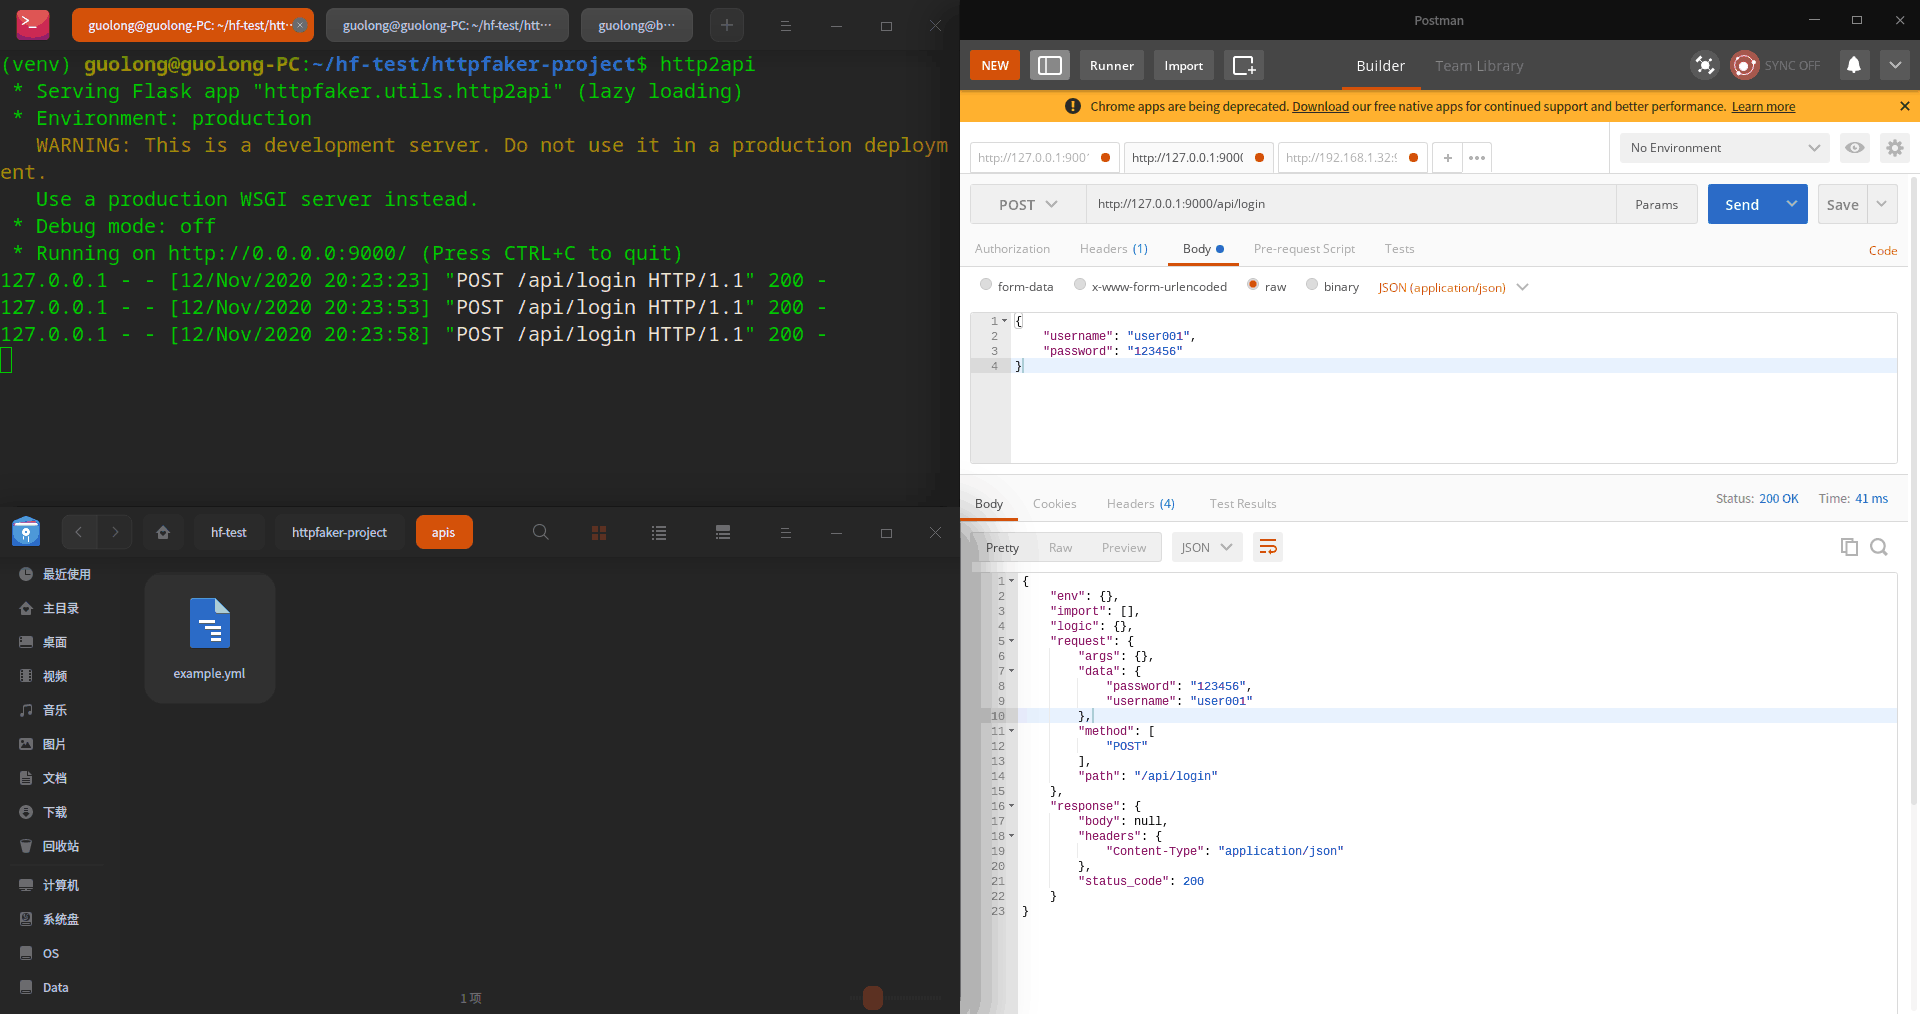 guolong@guolong-PC: ~/hf-test/htt···
guolong@guolong-PC: ~/hf-test/htt···
guolong@b···
(venv) guolong@guolong-PC:~/hf-test/httpfaker-project$ http2api
* Serving Flask app "httpfaker.utils.http2api" (lazy loading)
* Environment: production
WARNING: This is a development server. Do not use it in a production deploym
ent.
Use a production WSGI server instead.
* Debug mode: off
* Running on http://0.0.0.0:9000/ (Press CTRL+C to quit)
127.0.0.1 - - [12/Nov/2020 20:23:23] "POST /api/login HTTP/1.1" 200 -
127.0.0.1 - - [12/Nov/2020 20:23:53] "POST /api/login HTTP/1.1" 200 -
127.0.0.1 - - [12/Nov/2020 20:23:58] "POST /api/login HTTP/1.1" 200 -
hf-test
httpfaker-project
apis
最近使用
主目录
桌面
视频
音乐
图片
文档
下载
回收站
计算机
系统盘
OS
Data
example.yml
1 项
Postman
NEW
Runner
Import
Builder
Team Library
SYNC OFF
Chrome apps are being deprecated. Download our free native apps for continued support and better performance. Learn more
http://127.0.0.1:900
http://127.0.0.1:9000
http://192.168.1.32:
No Environment
POST
http://127.0.0.1:9000/api/login
Params
Send
Save
Authorization
Headers (1)
Body
Pre-request Script
Tests
Code
form-data
x-www-form-urlencoded
raw
binary
JSON (application/json)
1 {
2 "username": "user001",
3 "password": "123456"
4 }
Body
Cookies
Headers (4)
Test Results
Status: 200 OK
Time: 41 ms
Pretty
Raw
Preview
JSON
1 {
2 "env": {},
3 "import": [],
4 "logic": {},
5 "request": {
6 "args": {},
7 "data": {
8 "password": "123456",
9 "username": "user001"
10 },
11 "method": [
12 "POST"
13 ],
14 "path": "/api/login"
15 },
16 "response": {
17 "body": null,
18 "headers": {
19 "Content-Type": "application/json"
20 },
21 "status_code": 200
22 }
23 }